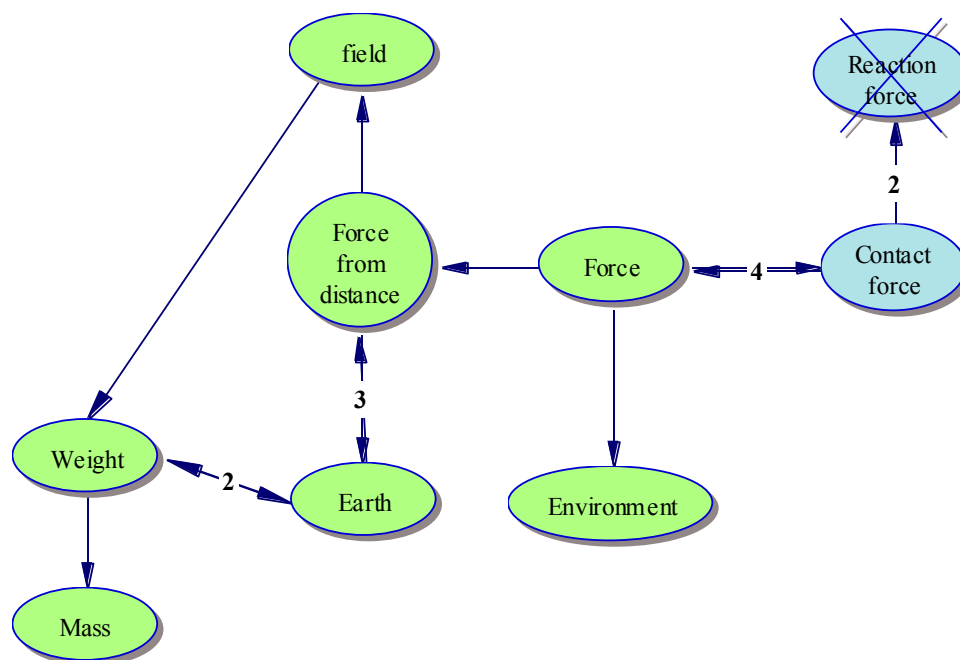 field
Reaction
force
2
Force
from
distance
Force
4
Contact
force
3
Weight
2
Earth
Environment
Mass